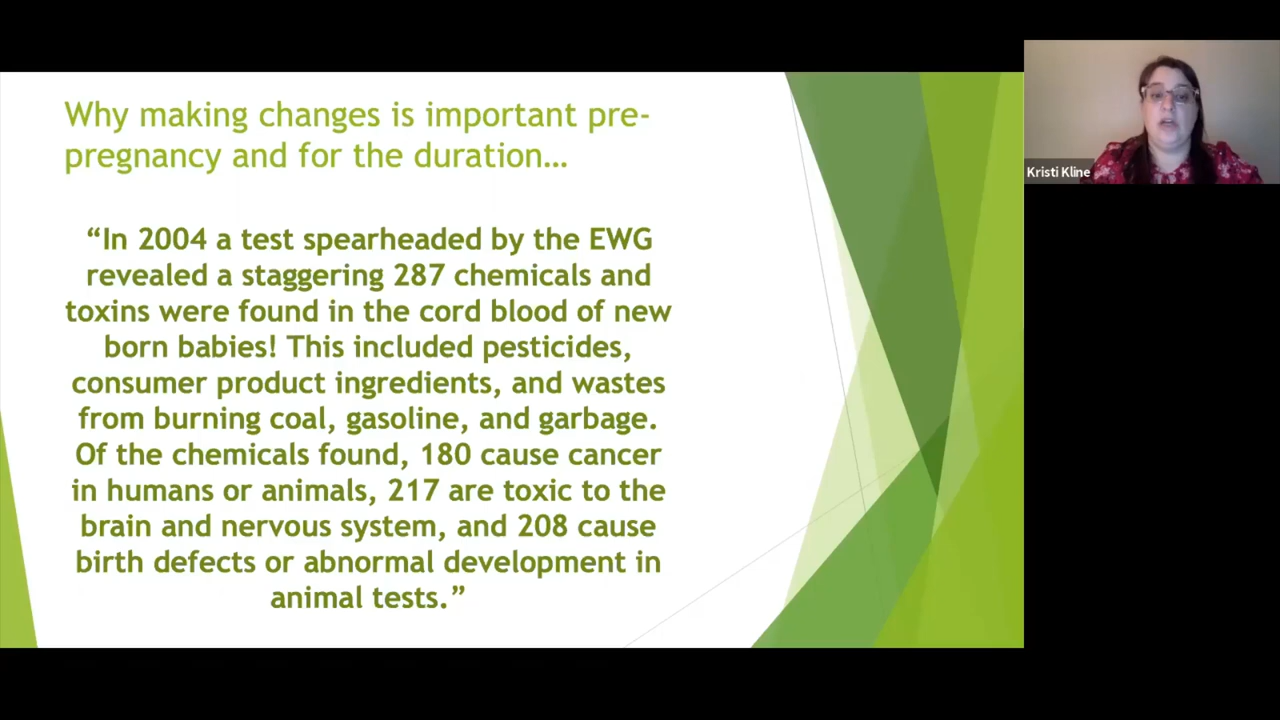 Why making changes is important pre-
pregnancy and for the duration…
“In 2004 a test spearheaded by the EWG
revealed a staggering 287 chemicals and
toxins were found in the cord blood of new
born babies! This included pesticides,
consumer product ingredients, and wastes
from burning coal, gasoline, and garbage.
Of the chemicals found, 180 cause cancer
in humans or animals, 217 are toxic to the
brain and nervous system, and 208 cause
birth defects or abnormal development in
animal tests.”
Kristi Kline